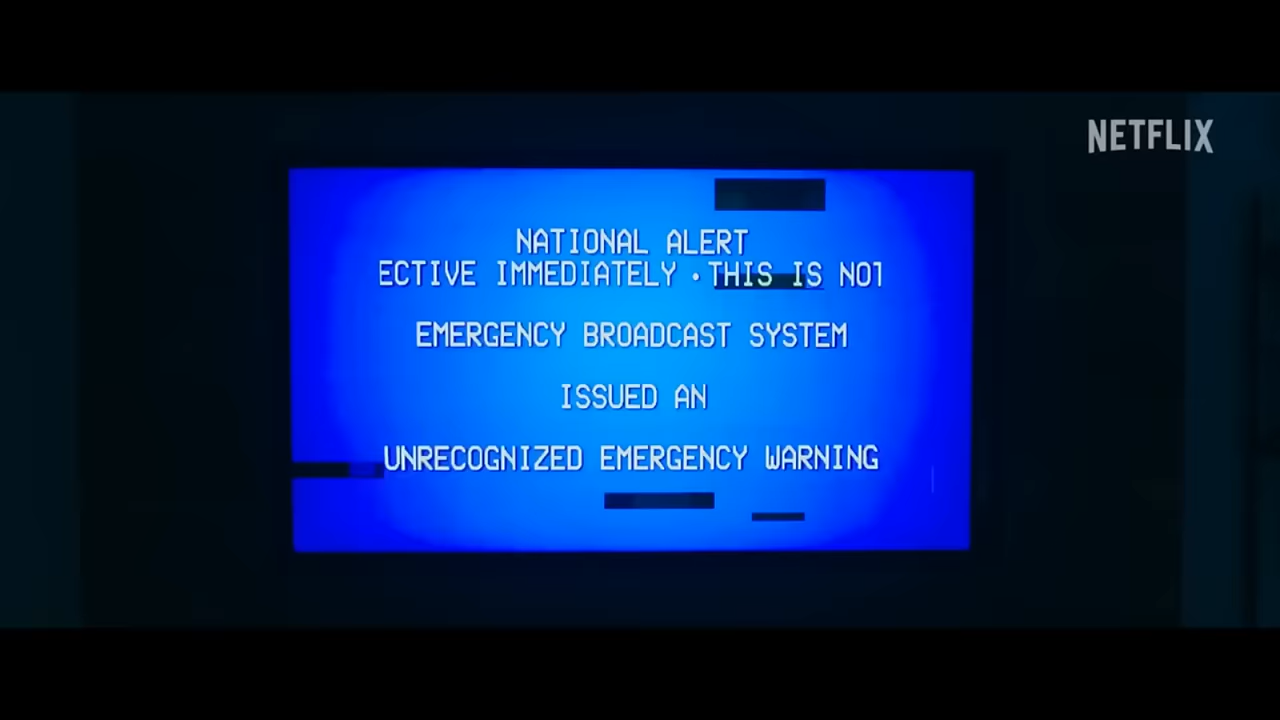 NETFLIX
NATIONAL ALERT
ECTIVE IMMEDIATELY · THIS IS NO
EMERGENCY BROADCAST SYSTEM
ISSUED AN
UNRECOGNIZED EMERGENCY WARNING